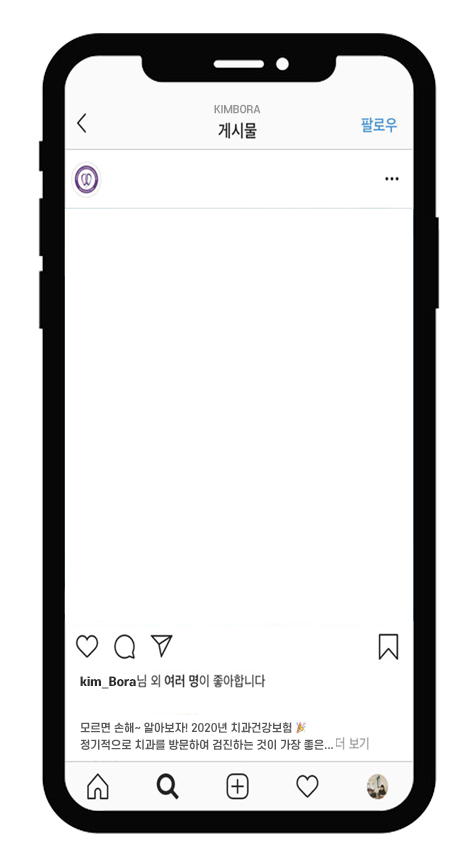 KIMBORA
게시물
팔로우
kim_Bora님 외 여러 명이 좋아합니다
모르면 손해~ 알아보자! 2020년 치과건강보험 🎉
정기적으로 치과를 방문하여 검진하는 것이 가장 좋은... 더 보기